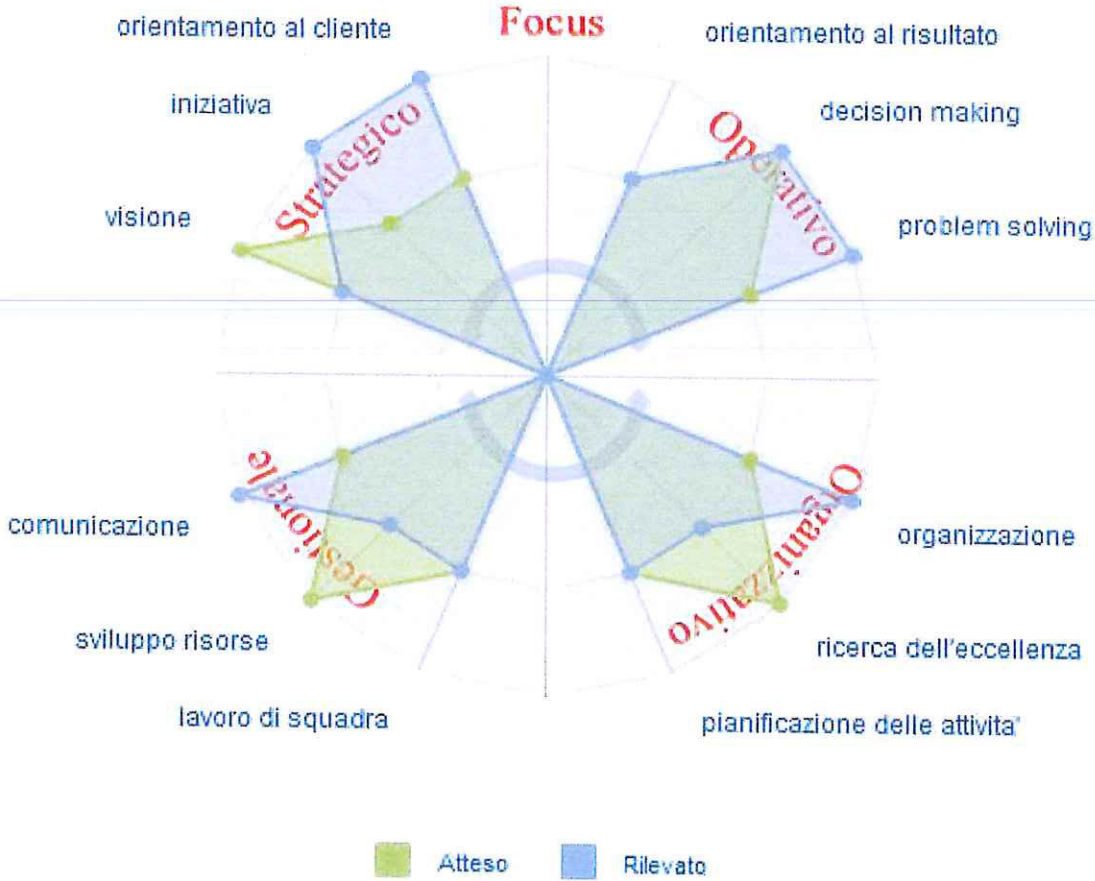 Focus
orientamento al cliente
orientamento al risultato
iniziativa
decision making
Strategico
Operativo
visione
problem solving
Gestionale
Organizzativo
comunicazione
organizzazione
sviluppo risorse
ricerca dell'eccellenza
lavoro di squadra
pianificazione delle attivita'
Atteso
Rilevato